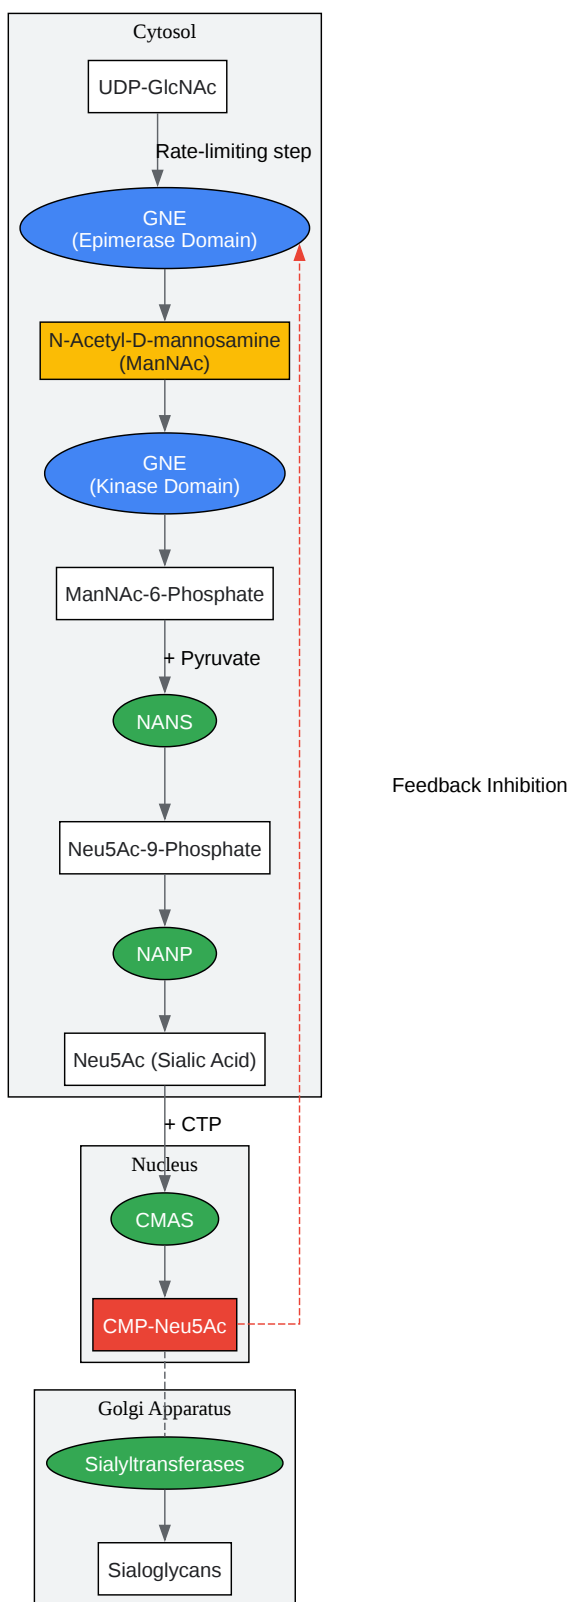 Cytosol
UDP-GlcNAc
Rate-limiting step
GNE
(Epimerase Domain)
N-Acetyl-D-mannosamine
(ManNAc)
GNE
(Kinase Domain)
ManNAc-6-Phosphate
+ Pyruvate
NANS
Feedback Inhibition
Neu5Ac-9-Phosphate
NANP
Neu5Ac (Sialic Acid)
+ CTP
Nucleus
CMAS
CMP-Neu5Ac
Golgi Apparatus
Sialyltransferases
Sialoglycans